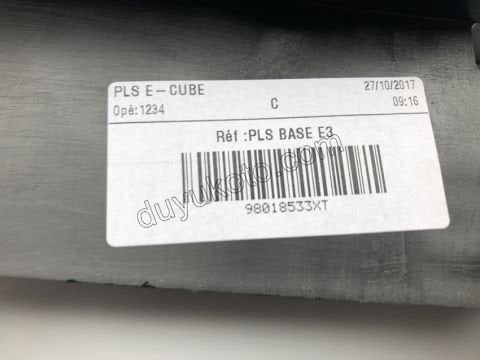 PLS E-CUBE
27/10/2017
Opé:1234
C
09:16
Réf :PLS BASE E3
98018533XT
duyukoto.com